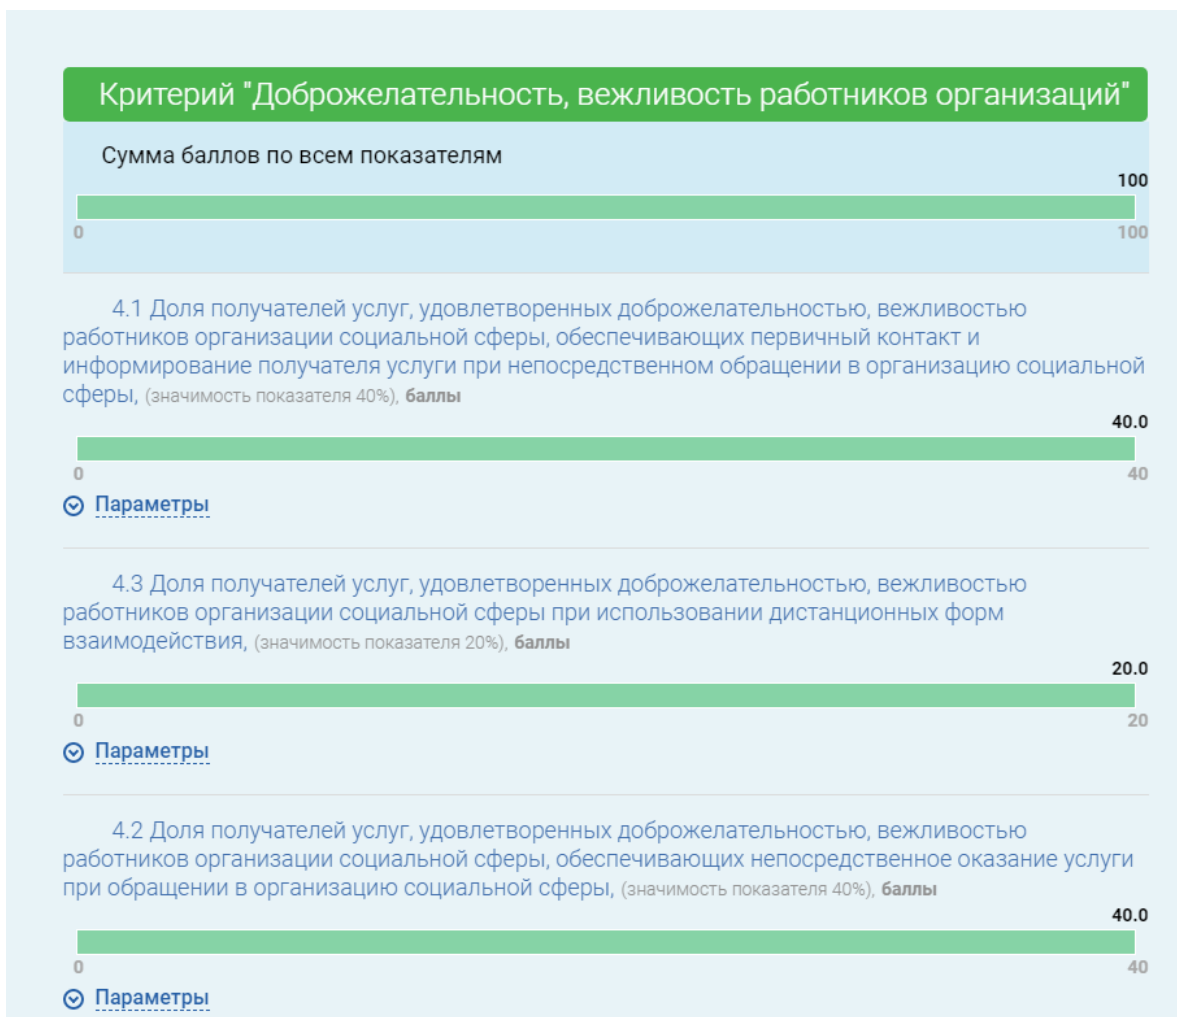 Критерий "Доброжелательность, вежливость работников организаций"
Сумма баллов по всем показателям
100
0
100
4.1 Доля получателей услуг, удовлетворенных доброжелательностью, вежливостью
работников организации социальной сферы, обеспечивающих первичный контакт и
информирование получателя услуги при непосредственном обращении в организацию социальной
сферы, (значимость показателя 40%), баллы
40.0
0
40
Параметры
4.3 Доля получателей услуг, удовлетворенных доброжелательностью, вежливостью
работников организации социальной сферы при использовании дистанционных форм
взаимодействия, (значимость показателя 20%), баллы
20.0
0
20
Параметры
4.2 Доля получателей услуг, удовлетворенных доброжелательностью, вежливостью
работников организации социальной сферы, обеспечивающих непосредственное оказание услуги
при обращении в организацию социальной сферы, (значимость показателя 40%), баллы
40.0
0
40
Параметры